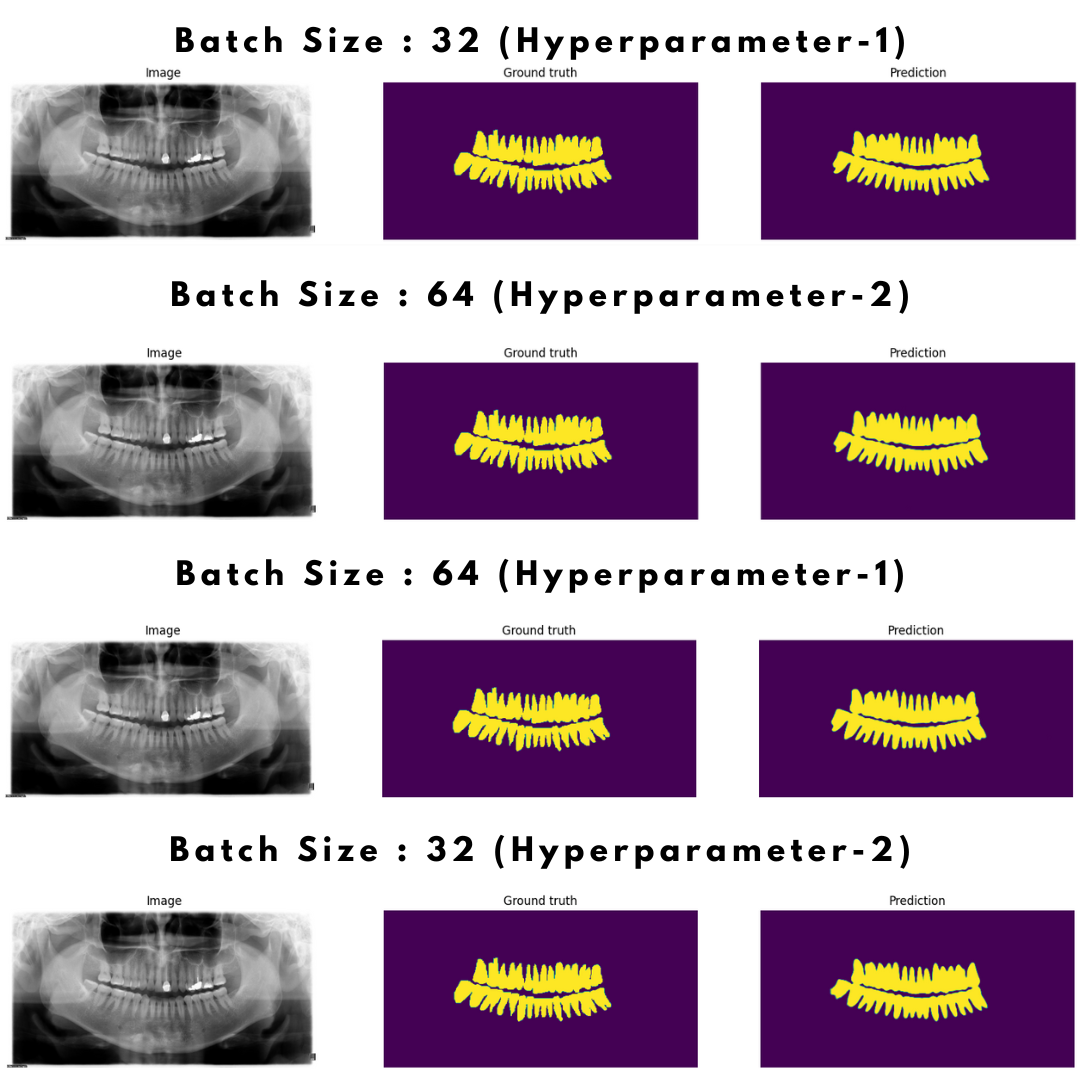 Batch Size : 32 (Hyperparameter-1)
Image Ground truth Prediction
Batch Size : 64 (Hyperparameter-2)
Image Ground truth Prediction
Batch Size : 64 (Hyperparameter-1)
Image Ground truth Prediction
Batch Size : 32 (Hyperparameter-2)
Image Ground truth Prediction